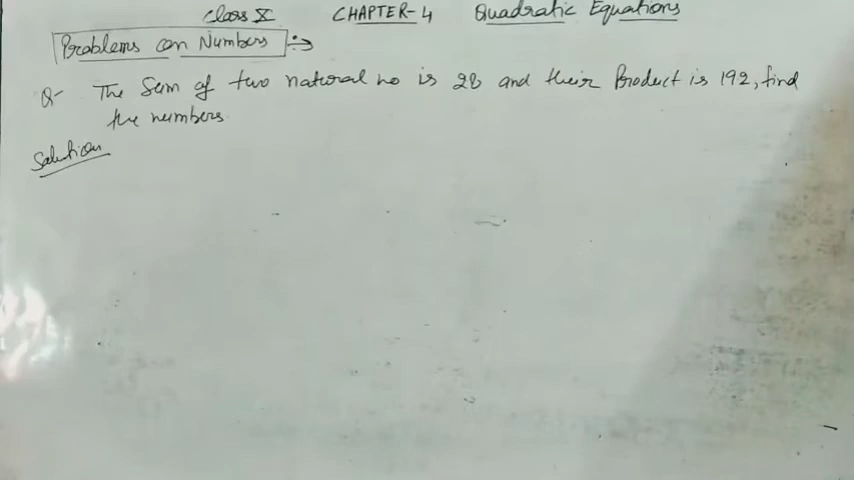 Class X CHAPTER-4 Quadratic Equations
Problems on Numbers
Q- The Sum of two natural no is 28 and their Product is 192, find
the numbers.
Solution